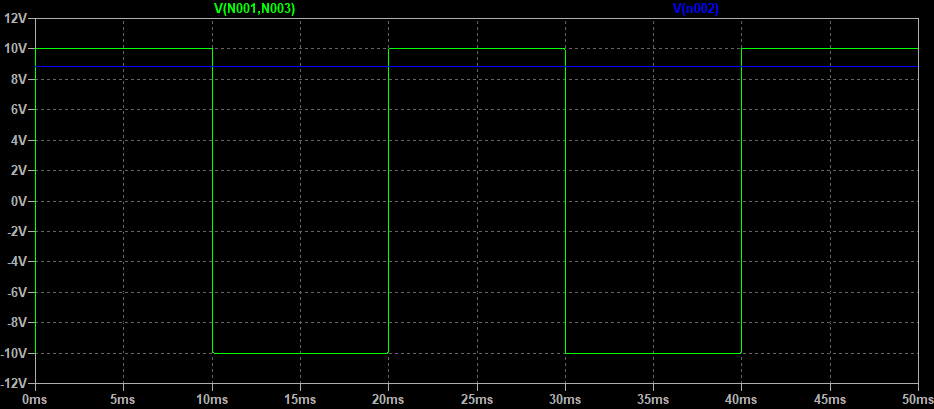 V(N001,N003) V(n002)
12V
10V
8V
6V
4V
2V
0V
-2V
-4V
-6V
-8V
-10V
-12V
0ms 5ms 10ms 15ms 20ms 25ms 30ms 35ms 40ms 45ms 50ms